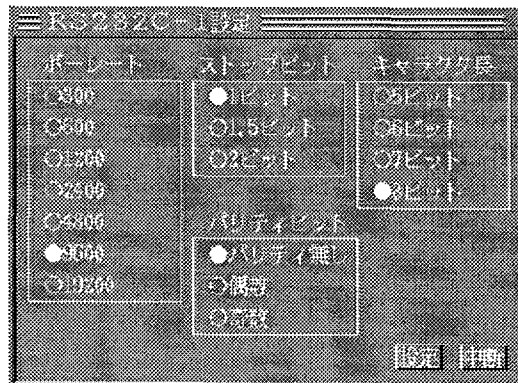 RS232C-1設定
ボーレート
○300
○600
○1200
○2400
○4800
●9600
○19200
ストップビット
●1ビット
○1.5ビット
○2ビット
パリティビット
●パリティ無し
○偶数
○奇数
キャラクタ長
○5ビット
○6ビット
○7ビット
●8ビット
設定 中断